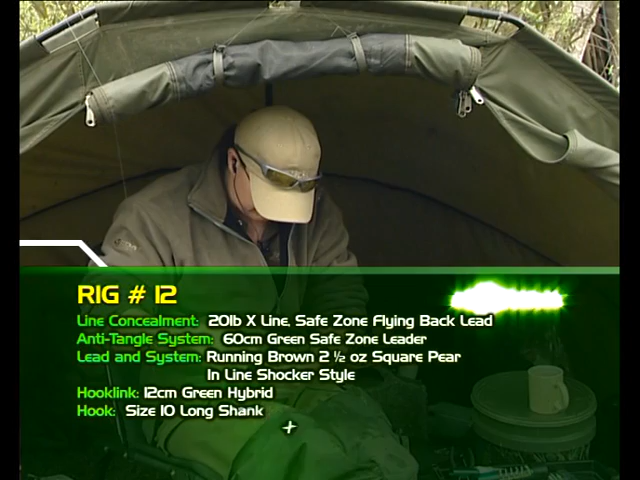 RIG # 12
Line Concealment: 20lb X Line, Safe Zone Flying Back Lead
Anti-Tangle System: 60cm Green Safe Zone Leader
Lead and System: Running Brown 2 ½ oz Square Pear
In Line Shocker Style
Hooklink: 12cm Green Hybrid
Hook: Size 10 Long Shank